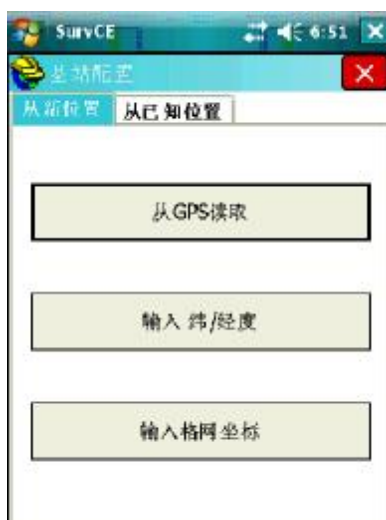 SurvCE 6:51
基站配置
从新位置 从已知位置
从GPS读取
输入 纬/经度
输入格网坐标